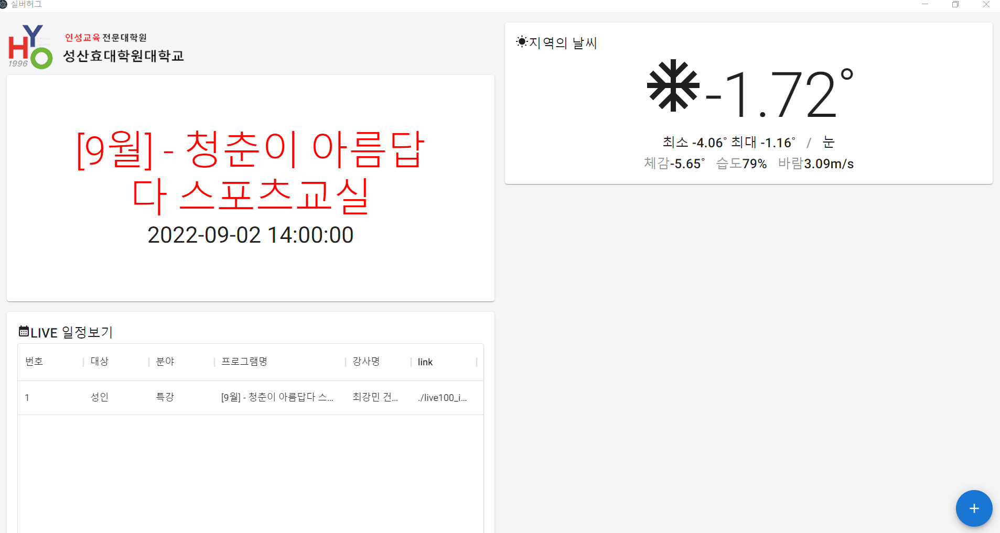 실버허그
HYO
1996
인성교육 전문대학원
성산효대학원대학교
[9월] - 청춘이 아름답
다 스포츠교실
2022-09-02 14:00:00
LIVE 일정보기
번호 대상 분야 프로그램명 강사명 link
1 성인 특강 [9월] - 청춘이 아름답다 스... 최강민 건... ./live100_i...
지역의 날씨
-1.72°
최소 -4.06° 최대 -1.16° / 눈
체감-5.65° 습도79% 바람3.09m/s
+